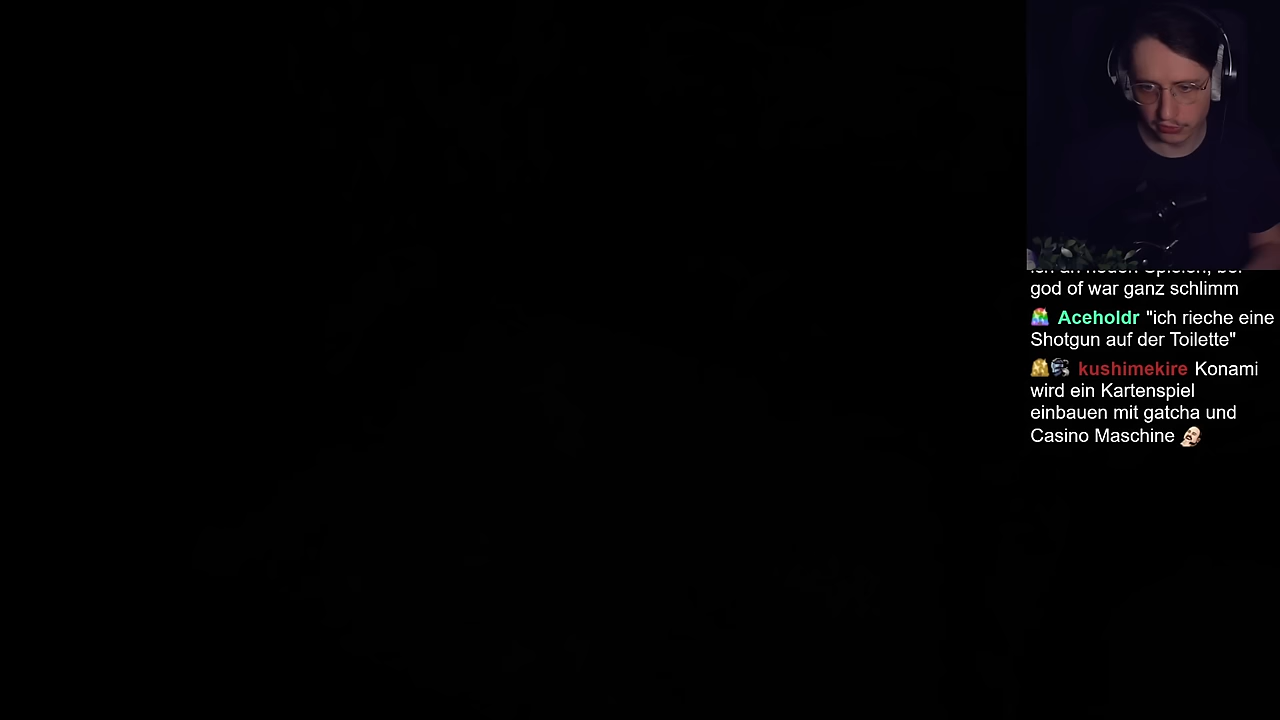 god of war ganz schlimm
Aceholdr "ich rieche eine
Shotgun auf der Toilette"
kushimekire Konami
wird ein Kartenspiel
einbauen mit gatcha und
Casino Maschine